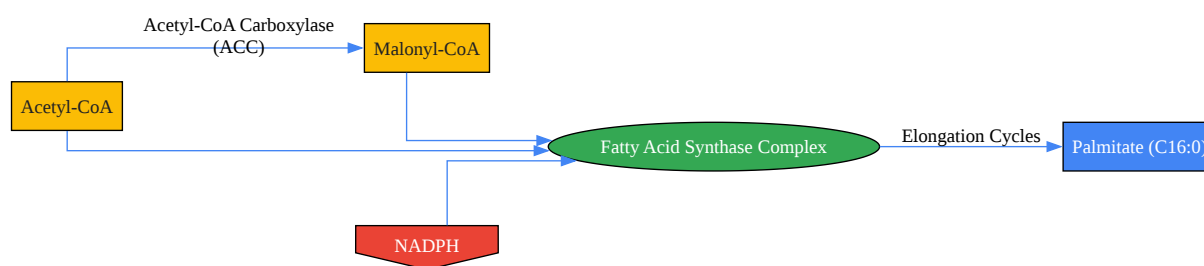 Acetyl-CoA Carboxylase
(ACC)
Malonyl-CoA
Acetyl-CoA
Fatty Acid Synthase Complex
Elongation Cycles
Palmitate (C16:0)
NADPH